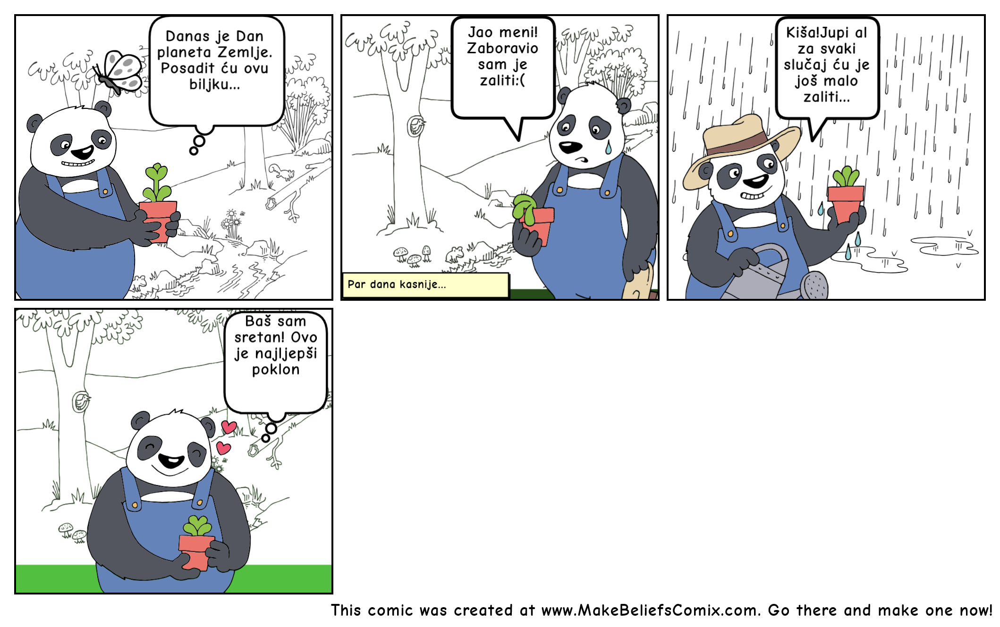 Danas je Dan
planeta Zemlje.
Posadit ću ovu
biljku...
Jao meni!
Zaboravio
sam je
zaliti:(
Par dana kasnije...
Kiša!Jupi al
za svaki
slučaj ću je
još malo
zaliti...
Baš sam
sretan! Ovo
je najljepši
poklon
This comic was created at www.MakeBeliefsComix.com. Go there and make one now!